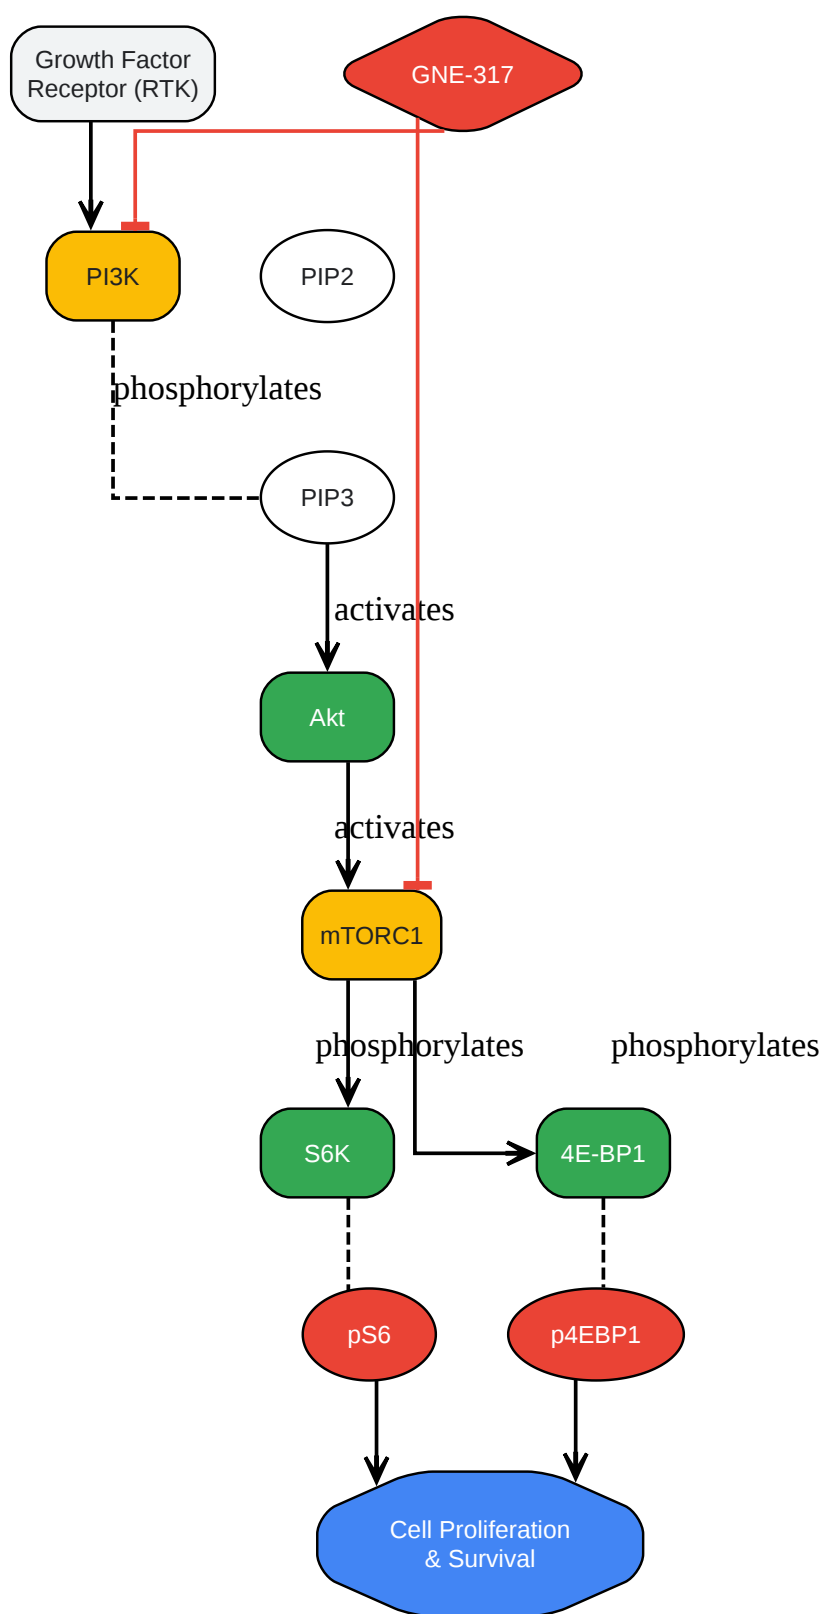 Growth Factor
Receptor (RTK)
GNE-317
PI3K
PIP2
phosphorylates
PIP3
activates
Akt
activates
mTORC1
phosphorylates
phosphorylates
S6K
4E-BP1
pS6
p4EBP1
Cell Proliferation
& Survival